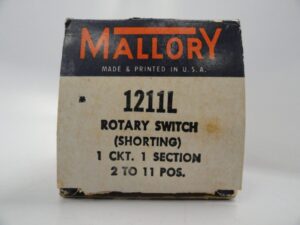 MALLORY
MADE & PRINTED IN U.S.A.
* 1211L
ROTARY SWITCH
(SHORTING)
1 CKT. 1 SECTION
2 TO 11 POS.